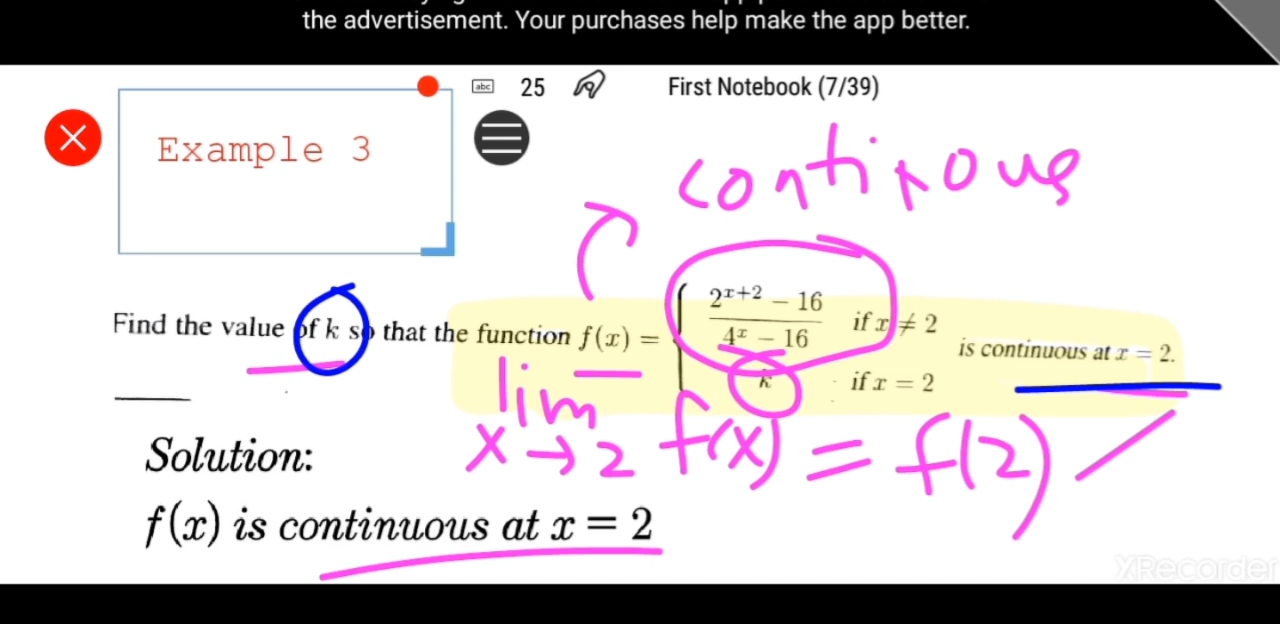 the advertisement. Your purchases help make the app better.
abc 25 First Notebook (7/39)
Example 3
continous
Find the value of k so that the function f(x) = { (2^{x+2} − 16)/(4^x − 16) if x ≠ 2
k if x = 2
is continuous at x = 2.
lim x→2 f(x) = f(2)
Solution:
f(x) is continuous at x = 2
XRecorder